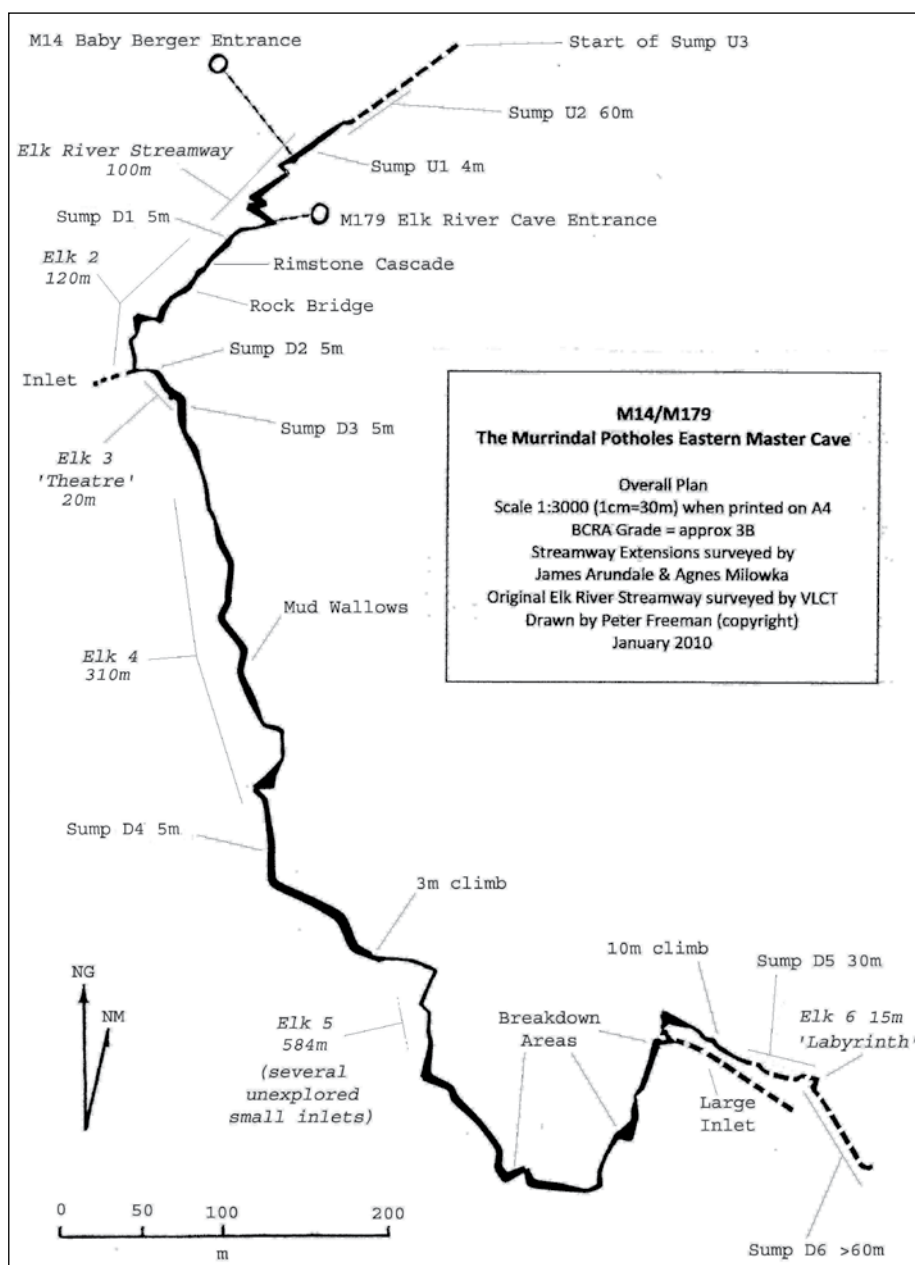 M14 Baby Berger Entrance
Start of Sump U3
Sump U2 60m
Elk River Streamway
100m
Sump U1 4m
Sump D1 5m
M179 Elk River Cave Entrance
Elk 2
120m
Rimstone Cascade
Rock Bridge
Sump D2 5m
Inlet
Sump D3 5m
Elk 3
'Theatre'
20m
M14/M179
The Murrindal Potholes Eastern Master Cave
Overall Plan
Scale 1:3000 (1cm=30m) when printed on A4
BCRA Grade = approx 3B
Streamway Extensions surveyed by
James Arundale & Agnes Milowka
Original Elk River Streamway surveyed by VLCT
Drawn by Peter Freeman (copyright)
January 2010
Mud Wallows
Elk 4
310m
Sump D4 5m
3m climb
10m climb
Sump D5 30m
NG
NM
Elk 5
584m
(several
unexplored
small inlets)
Breakdown
Areas
Elk 6 15m
'Labyrinth'
Large
Inlet
0 50 100 200
m
Sump D6 >60m